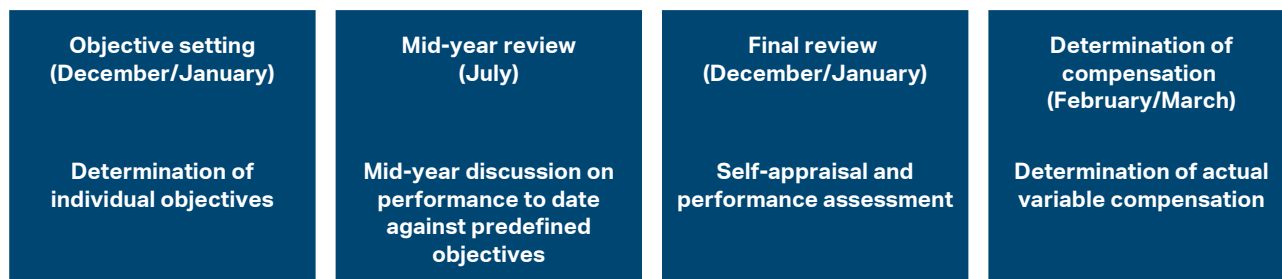 Objective setting
(December/January)
Determination of
individual objectives
Mid-year review
(July)
Mid-year discussion on
performance to date
against predefined
objectives
Final review
(December/January)
Self-appraisal and
performance assessment
Determination of
compensation
(February/March)
Determination of actual
variable compensation